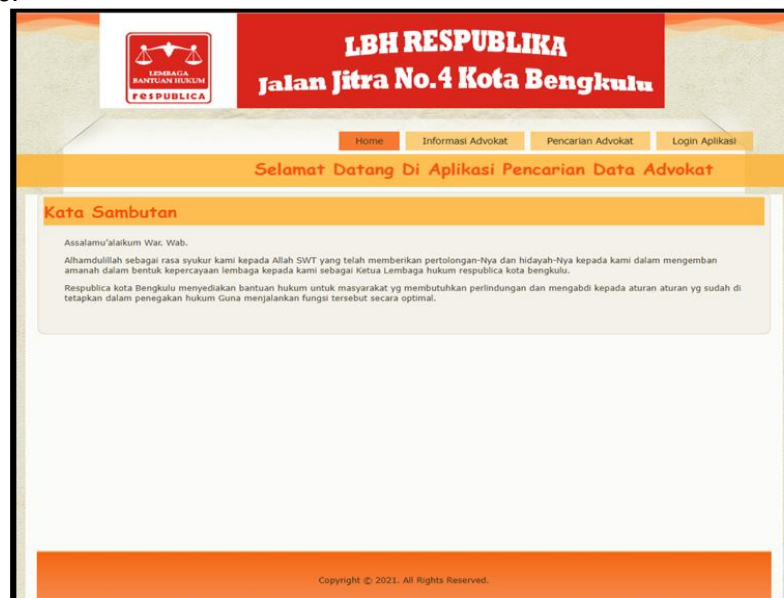 LEMBAGA
BANTUAN HUKUM
respublica
LBH RESPUBLIKA
Jalan Jitra No.4 Kota Bengkulu
Home Informasi Advokat Pencarian Advokat Login Aplikasi
Selamat Datang Di Aplikasi Pencarian Data Advokat
Kata Sambutan
Assalamu'alaikum War. Wab.
Alhamdulillah sebagai rasa syukur kami kepada Allah SWT yang telah memberikan pertolongan-Nya dan hidayah-Nya kepada kami dalam mengemban
amanah dalam bentuk kepercayaan lembaga kepada kami sebagai Ketua Lembaga hukum respublica kota bengkulu.
Respublica kota Bengkulu menyediakan bantuan hukum untuk masyarakat yg membutuhkan perlindungan dan mengabdi kepada aturan aturan yg sudah di
tetapkan dalam penegakan hukum Guna menjalankan fungsi tersebut secara optimal.
Copyright © 2021. All Rights Reserved.